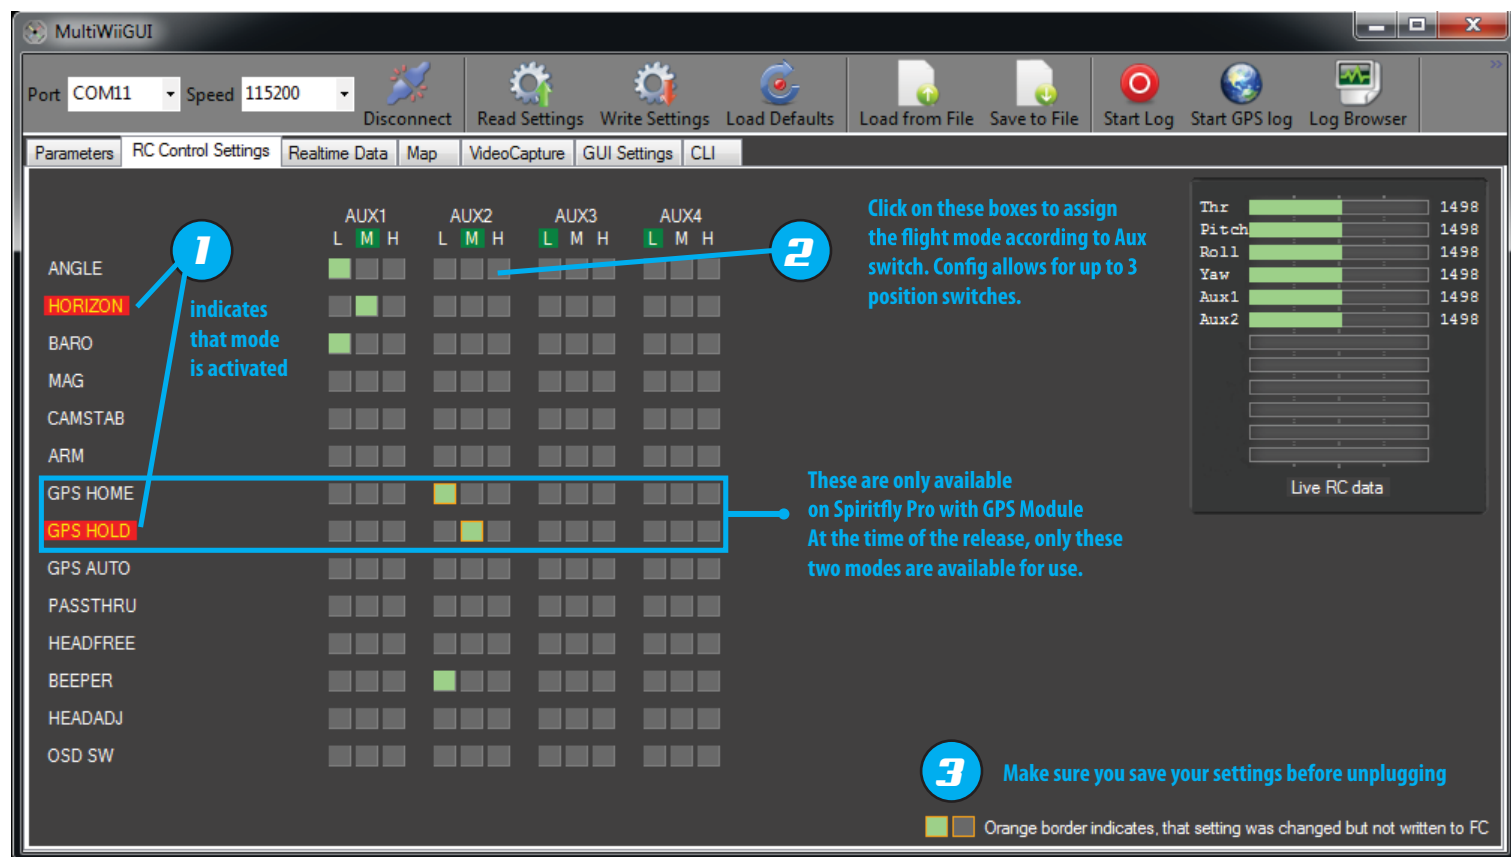 MultiWiiGUI
Port COM11 Speed 115200
Disconnect Read Settings Write Settings Load Defaults Load from File Save to File Start Log Start GPS log Log Browser
Parameters RC Control Settings Realtime Data Map VideoCapture GUI Settings CLI
AUX1 AUX2 AUX3 AUX4
L M H L M H L M H L M H
ANGLE
HORIZON
BARO
MAG
CAMSTAB
ARM
GPS HOME
GPS HOLD
GPS AUTO
PASSTHRU
HEADFREE
BEEPER
HEADADJ
OSD SW
1
indicates
that mode
is activated
2
Click on these boxes to assign
the flight mode according to Aux
switch. Config allows for up to 3
position switches.
Thr 1498
Pitch 1498
Roll 1498
Yaw 1498
Aux1 1498
Aux2 1498
Live RC data
These are only available
on Spiritfly Pro with GPS Module
At the time of the release, only these
two modes are available for use.
3
Make sure you save your settings before unplugging
Orange border indicates, that setting was changed but not written to FC